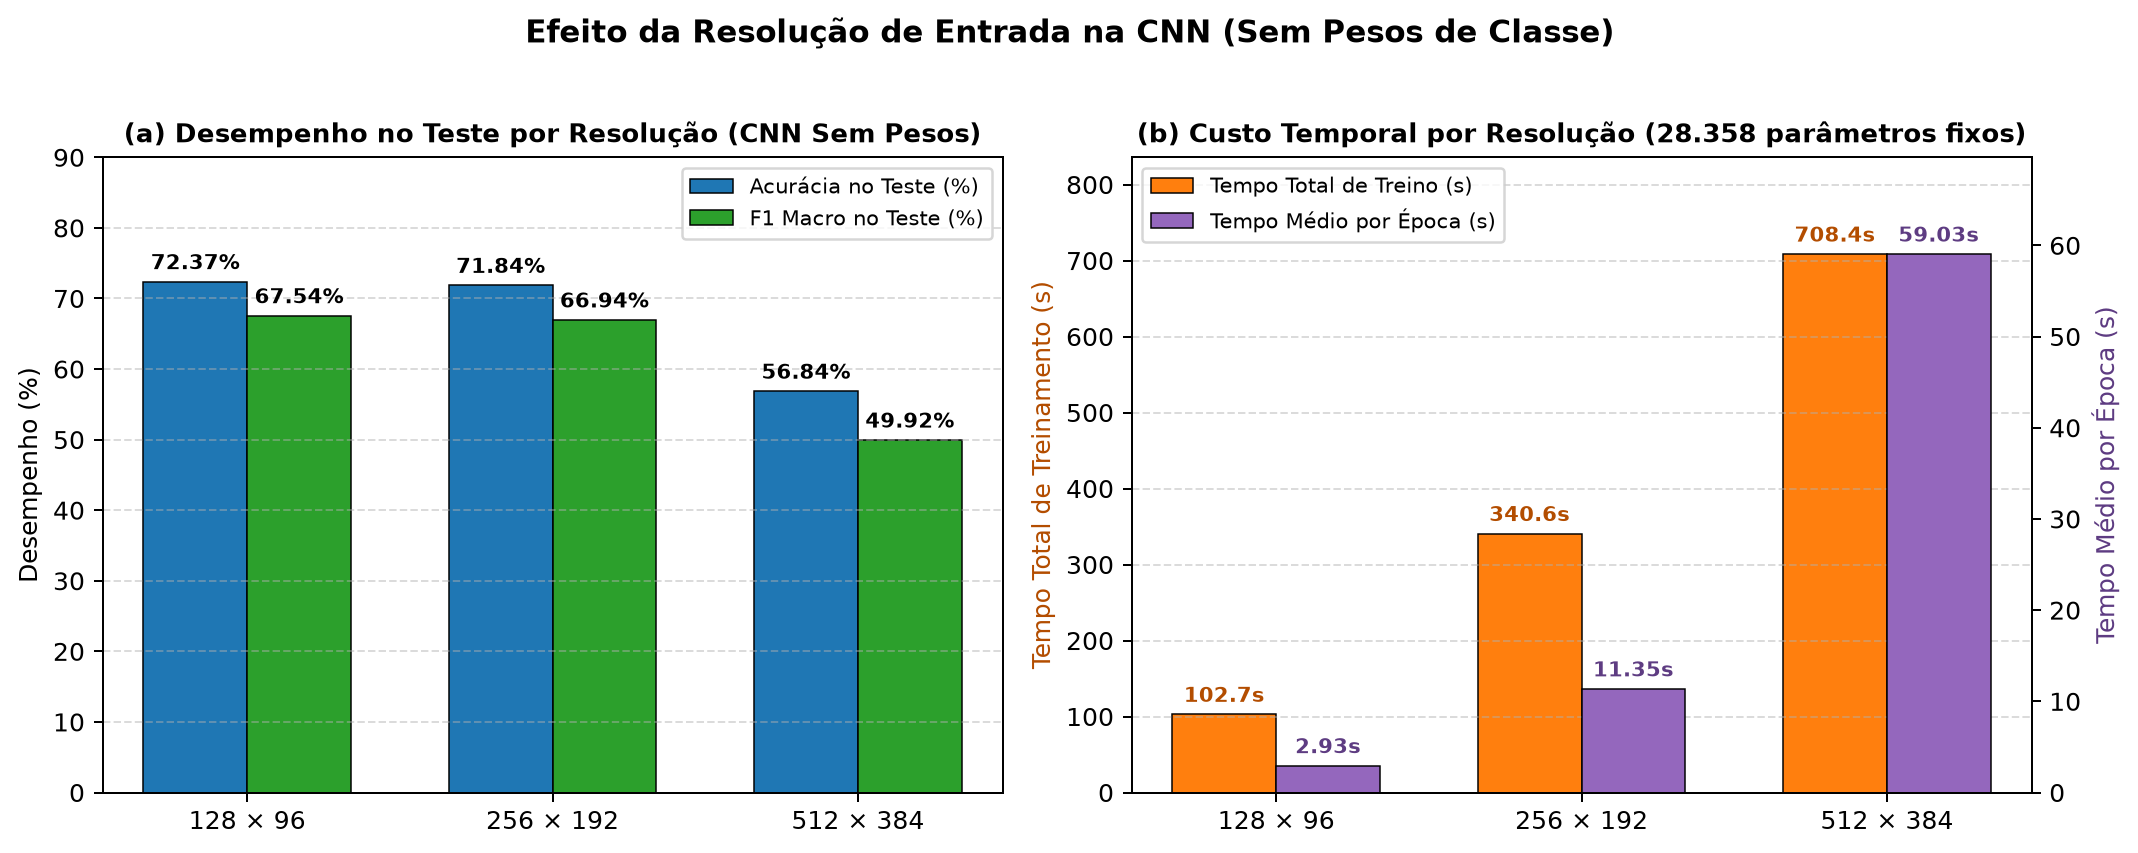 Efeito da Resolução de Entrada na CNN (Sem Pesos de Classe)
(a) Desempenho no Teste por Resolução (CNN Sem Pesos)
Desempenho (%)
90
80
70
60
50
40
30
20
10
0
Acurácia no Teste (%)
F1 Macro no Teste (%)
72.37%
67.54%
71.84%
66.94%
56.84%
49.92%
128 × 96
256 × 192
512 × 384
(b) Custo Temporal por Resolução (28.358 parâmetros fixos)
Tempo Total de Treinamento (s)
800
700
600
500
400
300
200
100
0
Tempo Total de Treino (s)
Tempo Médio por Época (s)
102.7s
2.93s
340.6s
11.35s
708.4s
59.03s
128 × 96
256 × 192
512 × 384
60
50
40
30
20
10
0
Tempo Médio por Época (s)